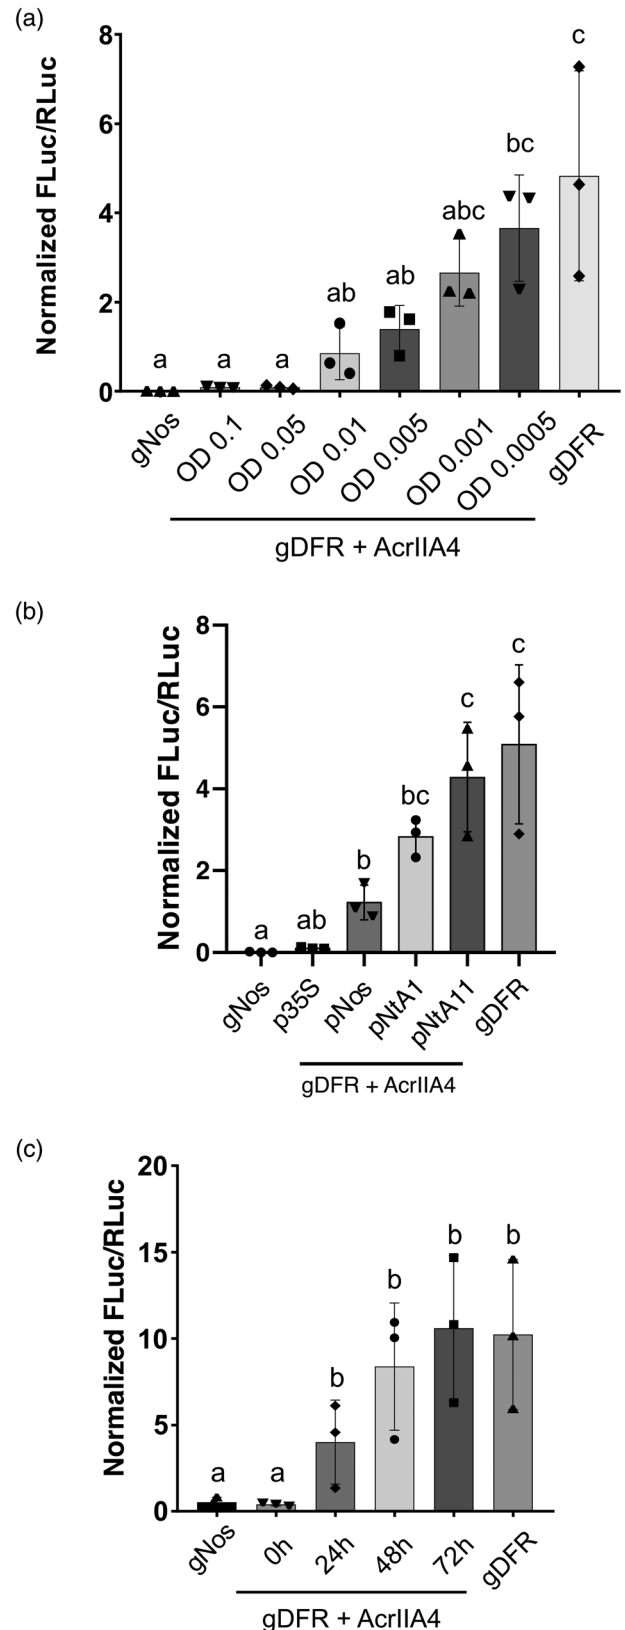 (a)
Normalized FLuc/RLuc
8
6
4
2
0
a
a
a
ab
ab
abc
bc
c
gNos
OD 0.1
OD 0.05
OD 0.01
OD 0.005
OD 0.001
OD 0.0005
gDFR
gDFR + AcrIIA4
(b)
Normalized FLuc/RLuc
8
6
4
2
0
a
ab
b
bc
c
c
gNos
p35S
pNos
pNtA1
pNtA11
gDFR
gDFR + AcrIIA4
(c)
Normalized FLuc/RLuc
20
15
10
5
0
a
a
b
b
b
b
gNos
0h
24h
48h
72h
gDFR
gDFR + AcrIIA4